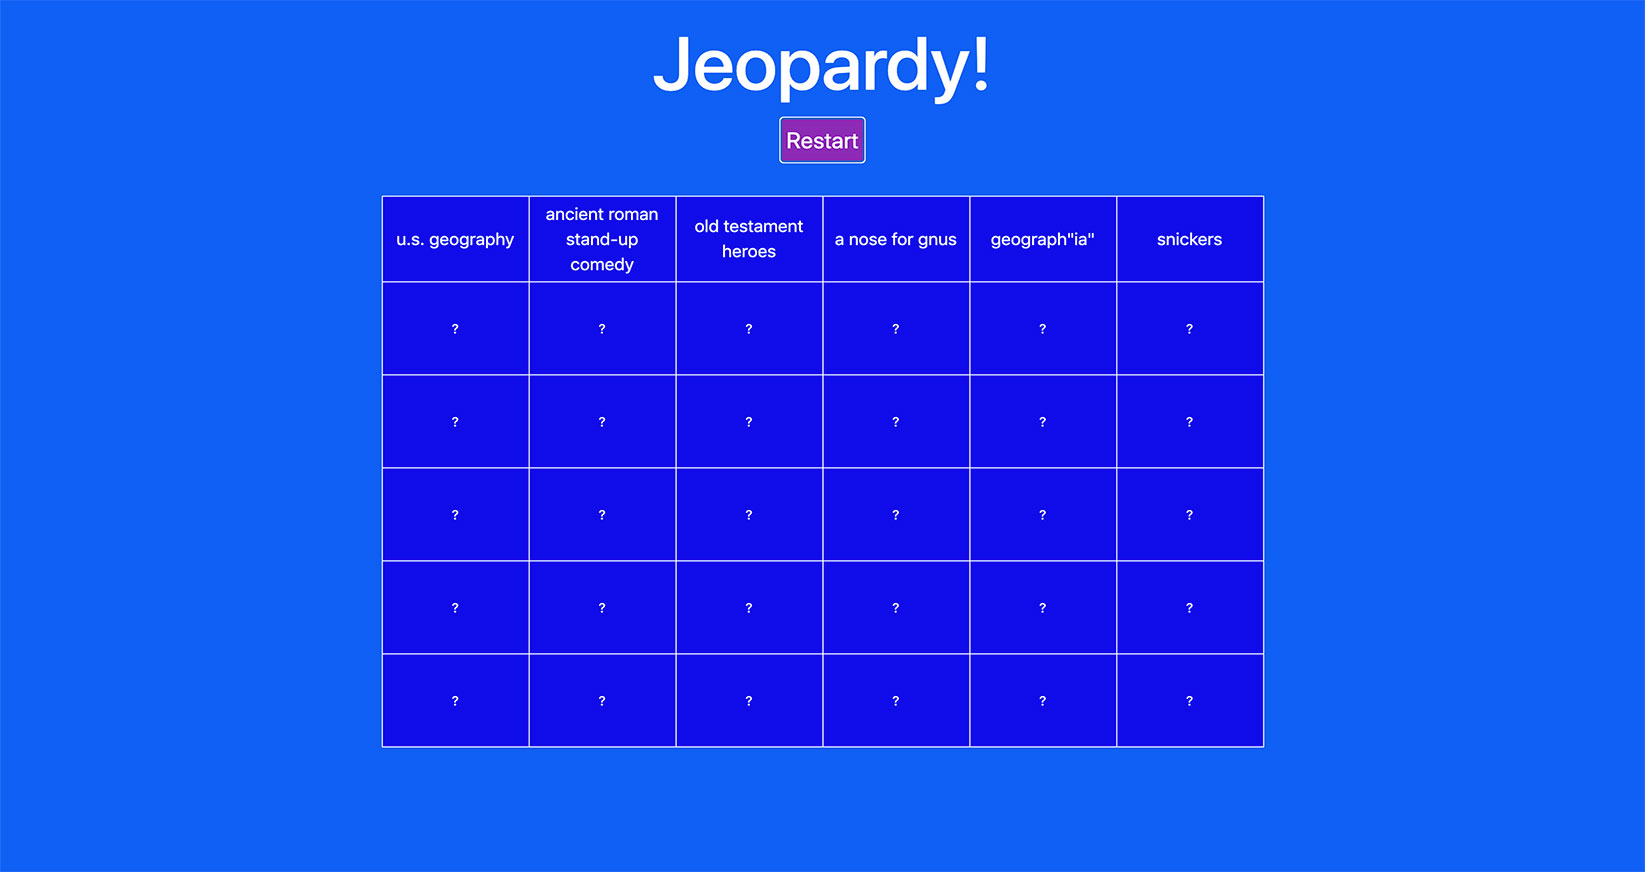 Jeopardy!
Restart
u.s. geography
ancient roman
stand-up
comedy
old testament
heroes
a nose for gnus
geograph"ia"
snickers
? ? ? ? ? ?
? ? ? ? ? ?
? ? ? ? ? ?
? ? ? ? ? ?
? ? ? ? ? ?